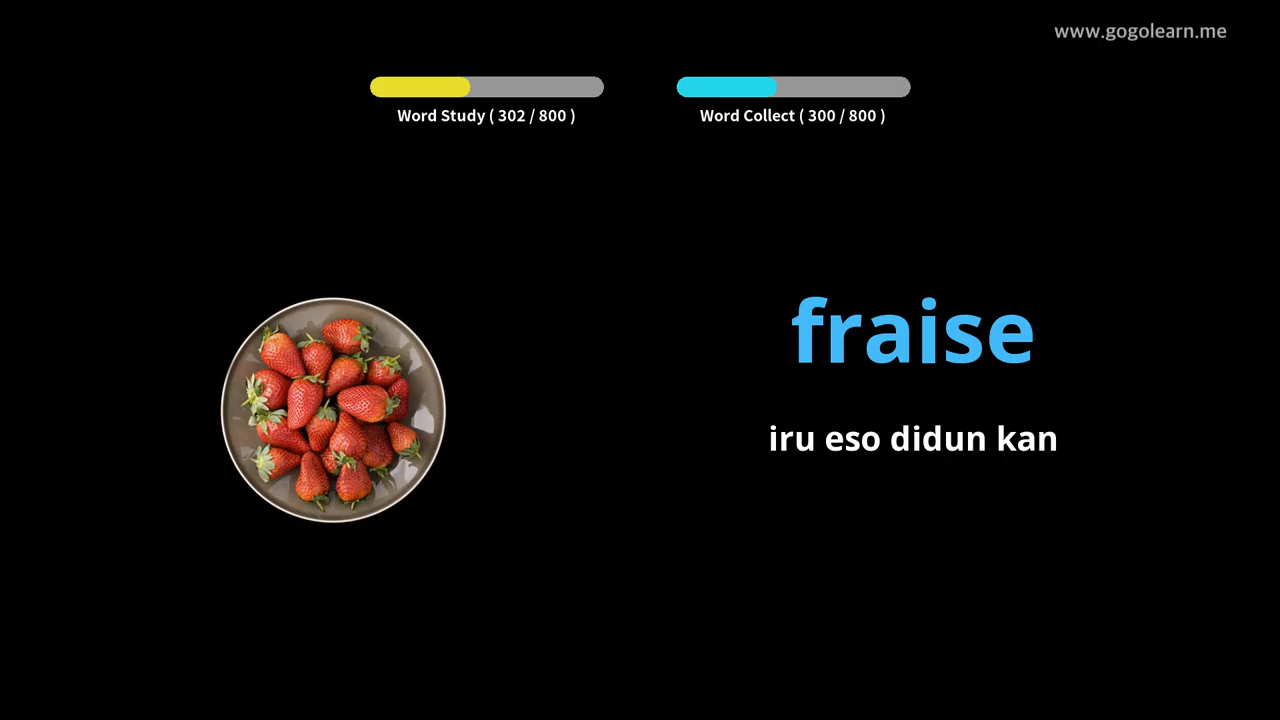 www.gogolearn.me
Word Study ( 302 / 800 )
Word Collect ( 300 / 800 )
fraise
iru eso didun kan